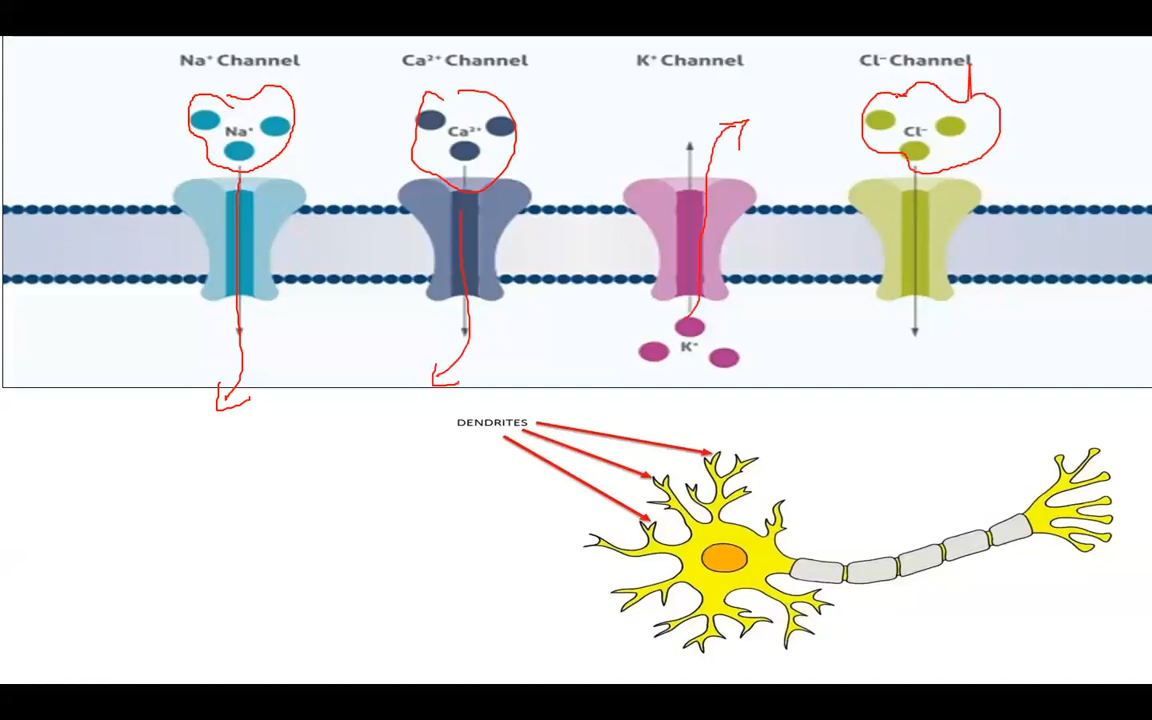 Na⁺ Channel Ca²⁺ Channel K⁺ Channel Cl⁻ Channel
Na⁺ Ca²⁺ Cl⁻
K⁺
DENDRITES